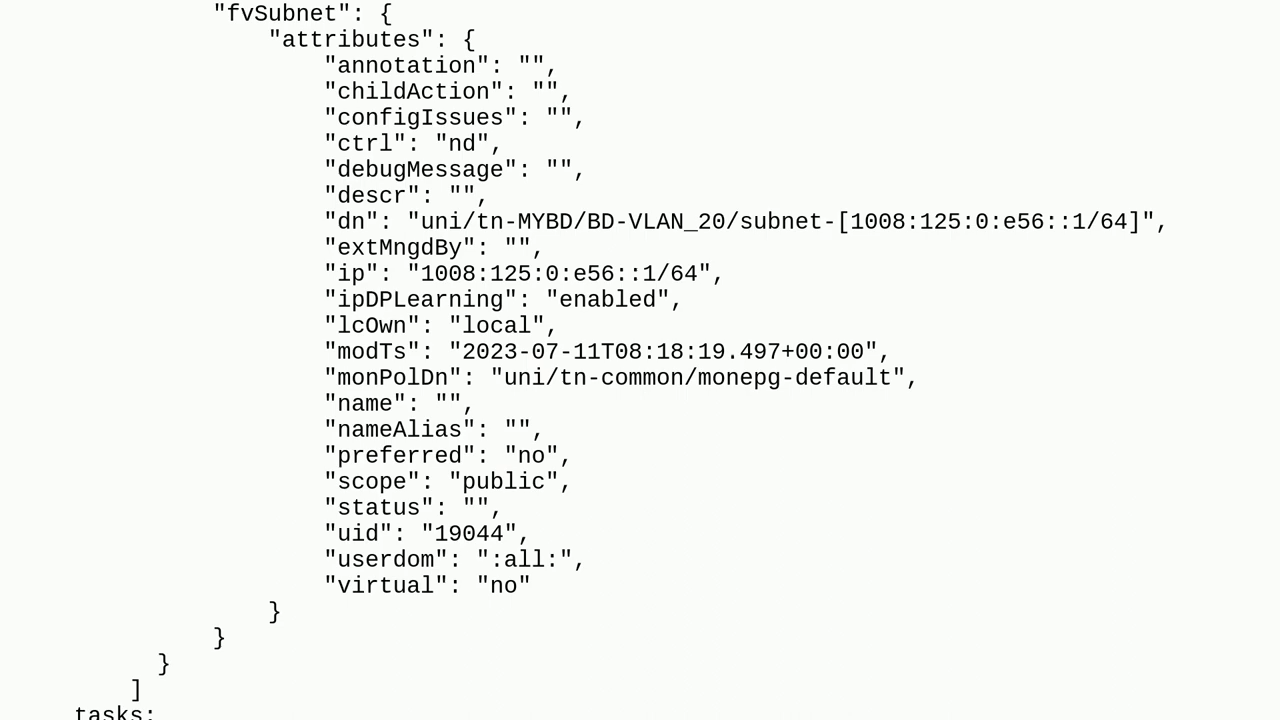 "fvSubnet": {
"attributes": {
"annotation": "",
"childAction": "",
"configIssues": "",
"ctrl": "nd",
"debugMessage": "",
"descr": "",
"dn": "uni/tn-MYBD/BD-VLAN_20/subnet-[1008:125:0:e56::1/64]",
"extMngdBy": "",
"ip": "1008:125:0:e56::1/64",
"ipDPLearning": "enabled",
"lcOwn": "local",
"modTs": "2023-07-11T08:18:19.497+00:00",
"monPolDn": "uni/tn-common/monepg-default",
"name": "",
"nameAlias": "",
"preferred": "no",
"scope": "public",
"status": "",
"uid": "19044",
"userdom": ":all:",
"virtual": "no"
}
}
}
]
tasks: